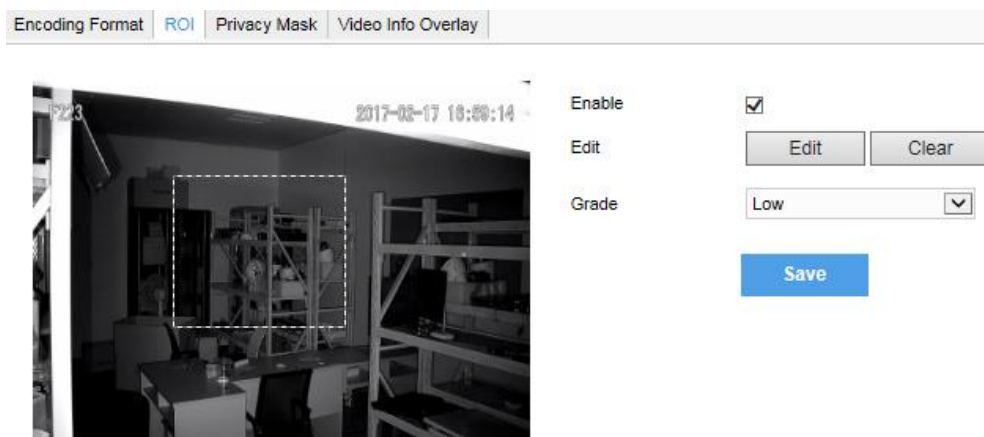 Encoding Format ROI Privacy Mask Video Info Overlay
F223 2017-02-17 16:59:14
Enable
Edit Edit Clear
Grade Low
Save